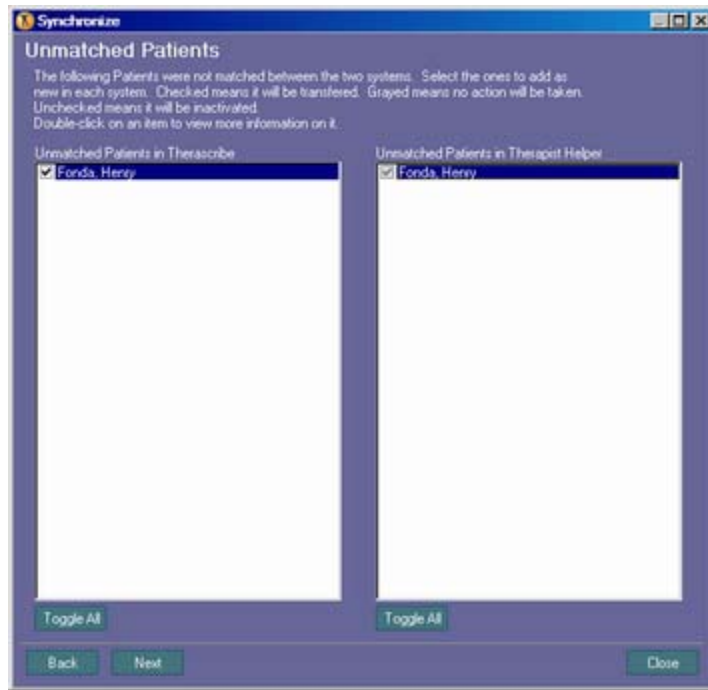 Synchronize
Unmatched Patients
The following Patients were not matched between the two systems. Select the ones to add as
new in each system. Checked means it will be transfered. Grayed means no action will be taken.
Unchecked means it will be inactivated.
Double-click on an item to view more information on it.
Unmatched Patients in Therascribe
Fonda, Henry
Toggle All
Unmatched Patients in Therapist Helper
Fonda, Henry
Toggle All
Back
Next
Close